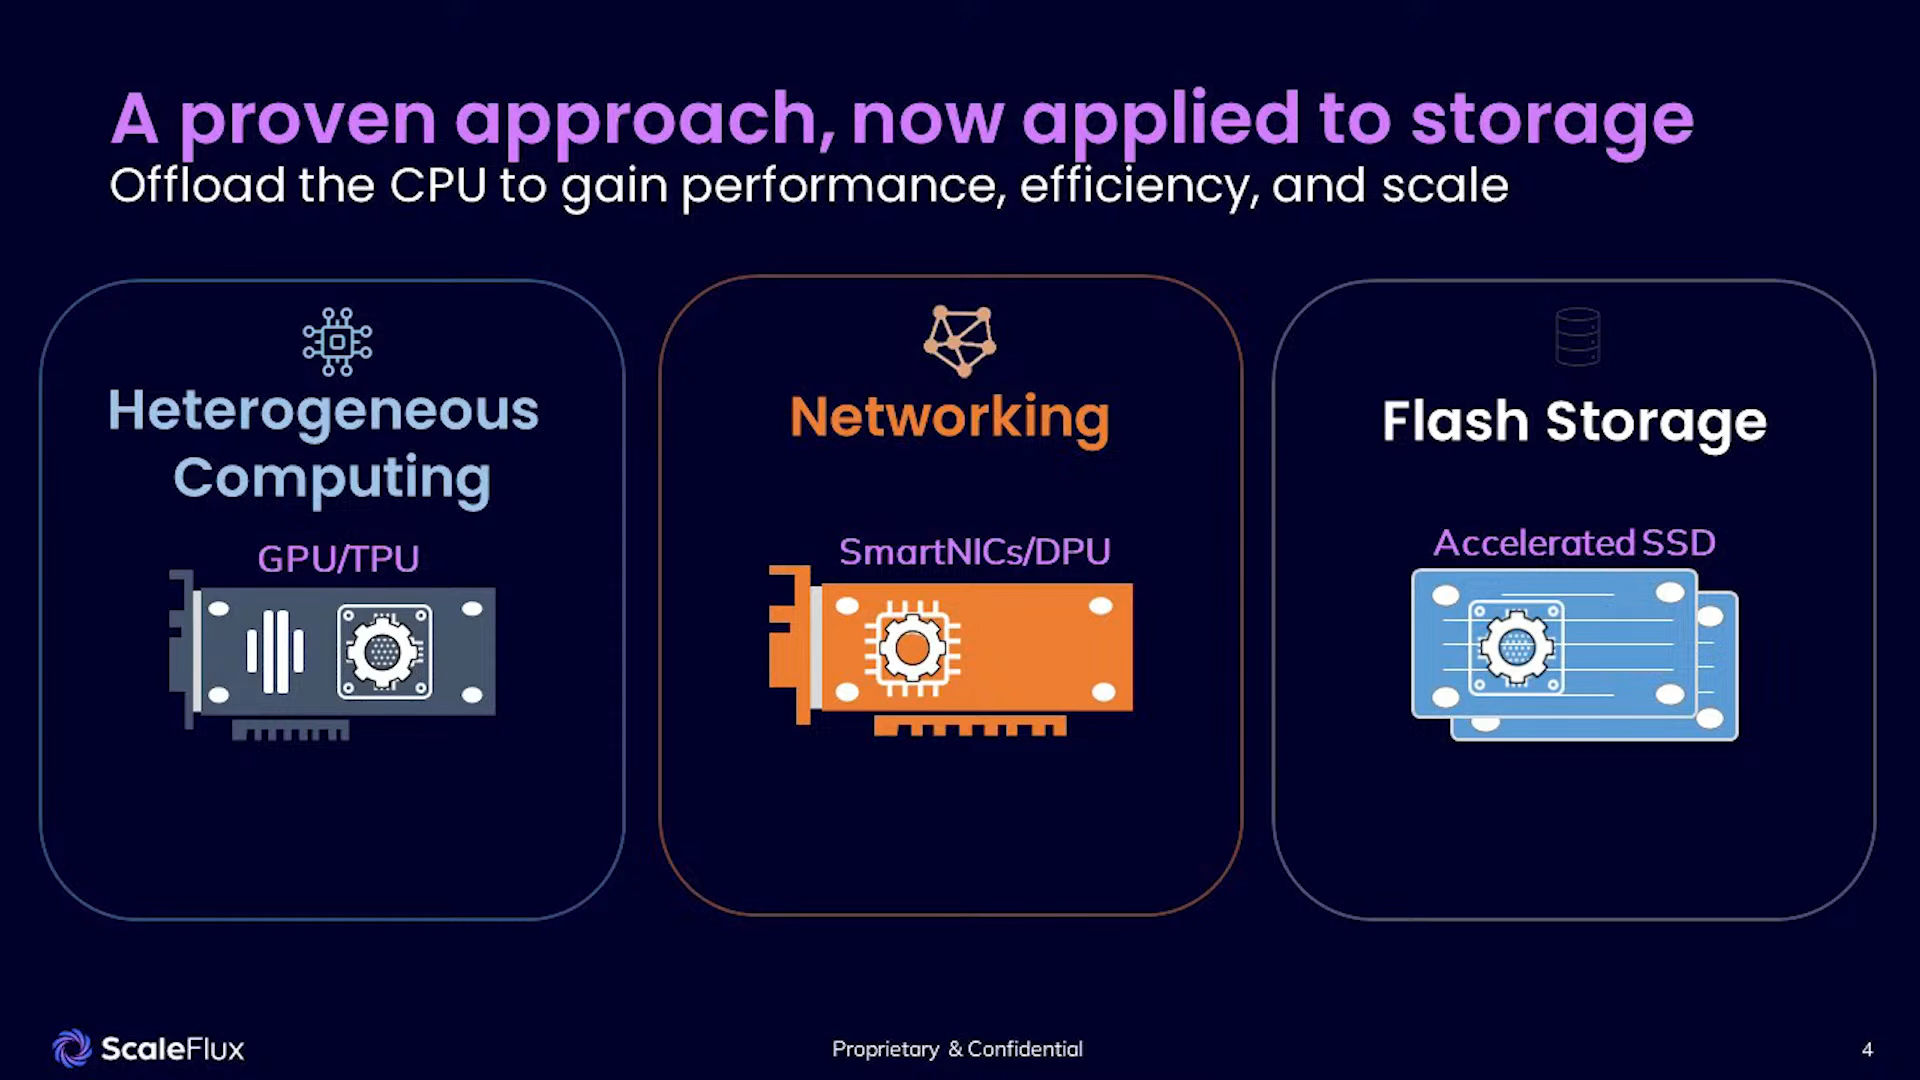 A proven approach, now applied to storage
Offload the CPU to gain performance, efficiency, and scale
Heterogeneous
Computing
GPU/TPU
Networking
SmartNICs/DPU
Flash Storage
Accelerated SSD
ScaleFlux
Proprietary & Confidential
4